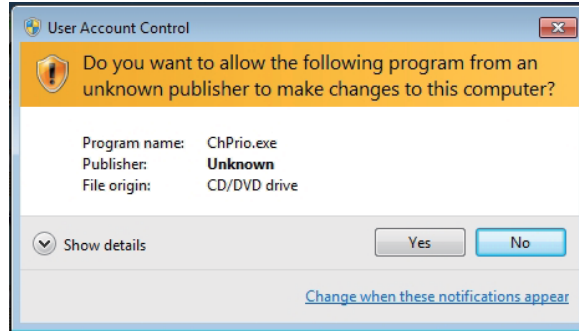 User Account Control
Do you want to allow the following program from an
unknown publisher to make changes to this computer?
Program name: ChPrio.exe
Publisher: Unknown
File origin: CD/DVD drive
Show details
Yes
No
Change when these notifications appear